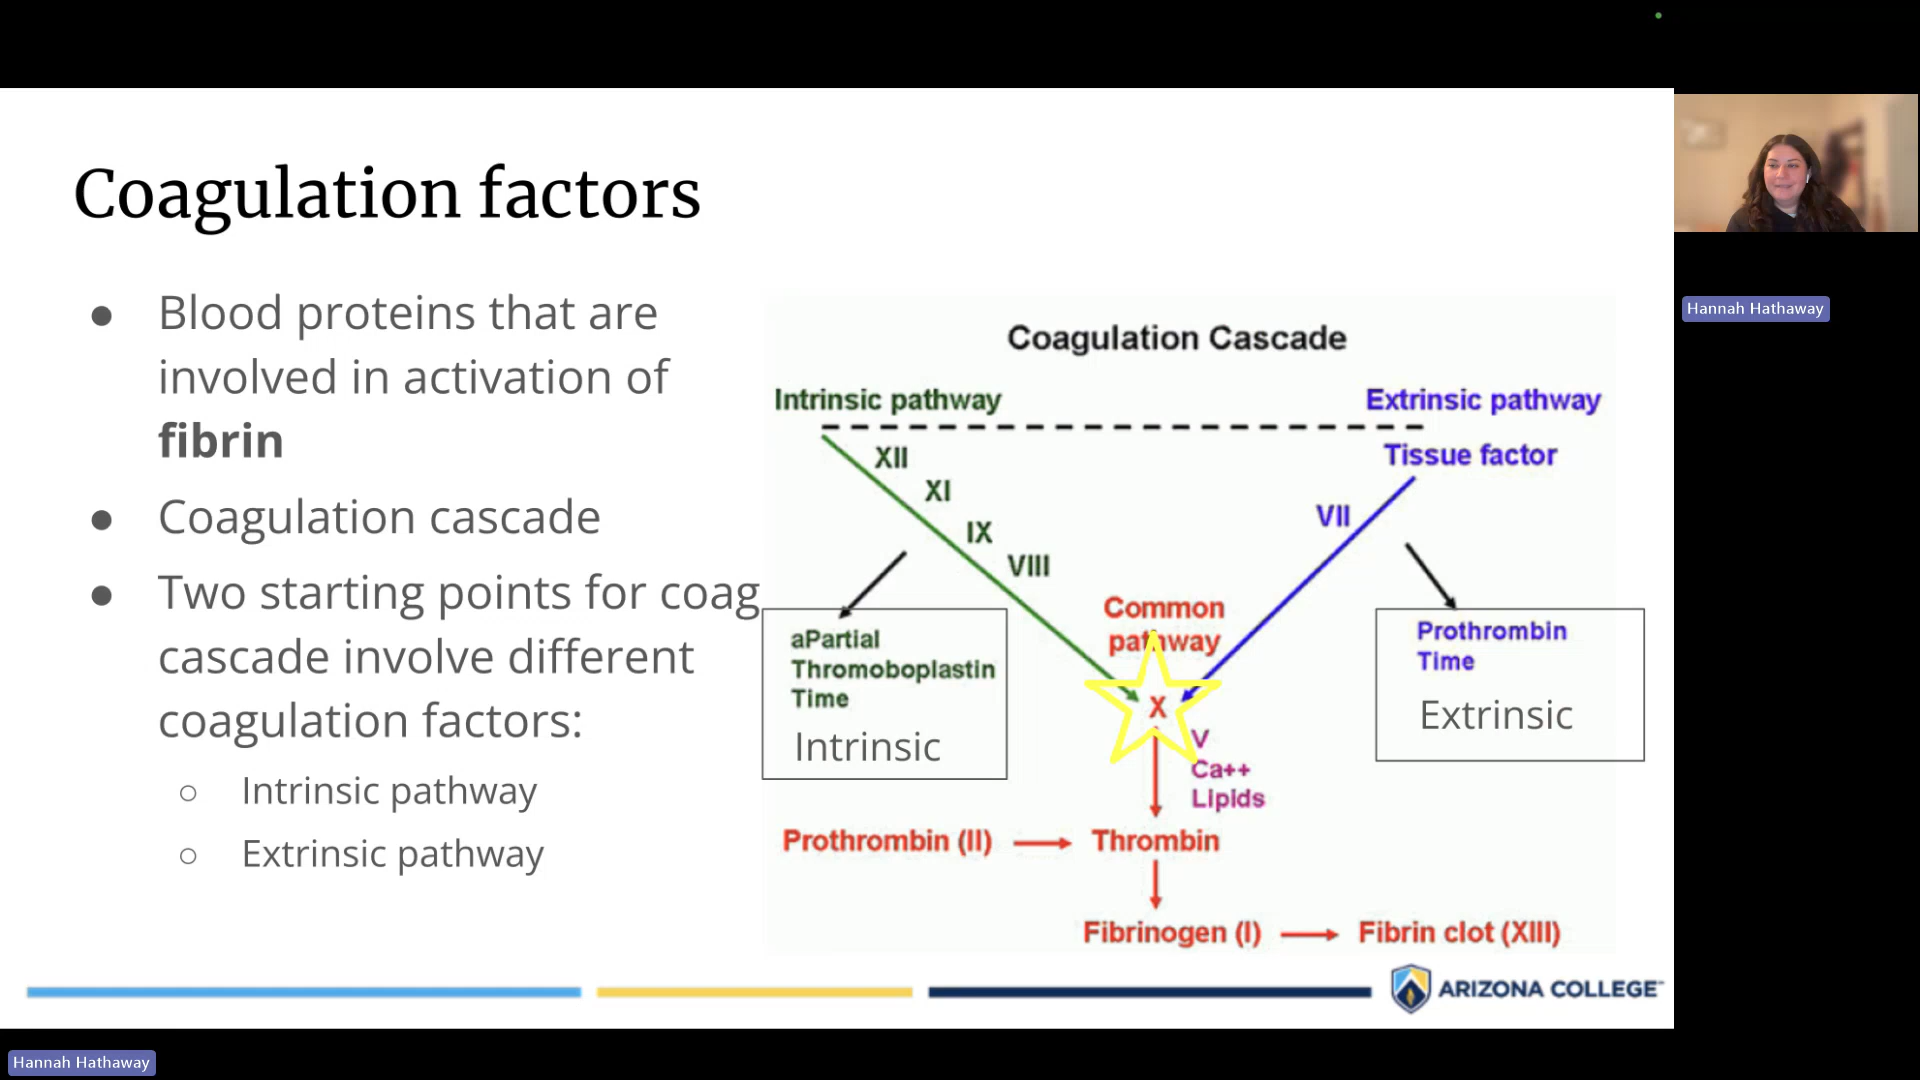 Coagulation factors
● Blood proteins that are
involved in activation of
fibrin
● Coagulation cascade
● Two starting points for coag
cascade involve different
coagulation factors:
○ Intrinsic pathway
○ Extrinsic pathway
Coagulation Cascade
Intrinsic pathway
Extrinsic pathway
Tissue factor
XII
XI
IX
VIII
VII
Common
pathway
aPartial
Thromoboplastin
Time
Intrinsic
Prothrombin
Time
Extrinsic
X
V
Ca++
Lipids
Prothrombin (II)
Thrombin
Fibrinogen (I)
Fibrin clot (XIII)
ARIZONA COLLEGE
Hannah Hathaway
Hannah Hathaway